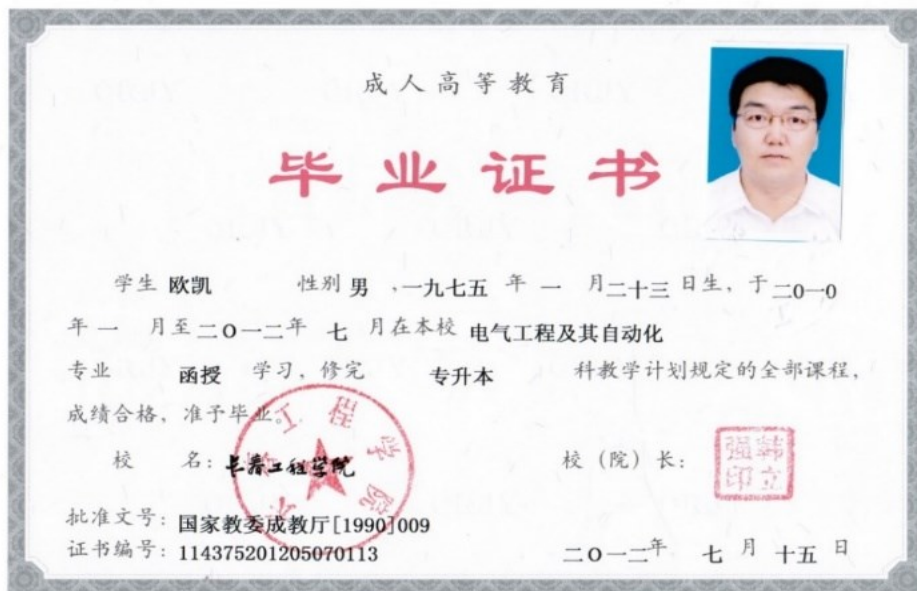 成人高等教育
毕业证书
学生 欧凯 性别 男 ,一九七五 年 一 月二十三 日生, 于二0一0
年 一 月至二O一二年 七 月在本校 电气工程及其自动化
专业 函授 学习, 修完 专升本 科教学计划规定的全部课程,
成绩合格, 准予毕业。
校 名: 长春工程学院 校 (院) 长: 韩立强印
批准文号: 国家教委成教厅[1990]009
证书编号: 114375201205070113 二O一二年 七 月 十五 日